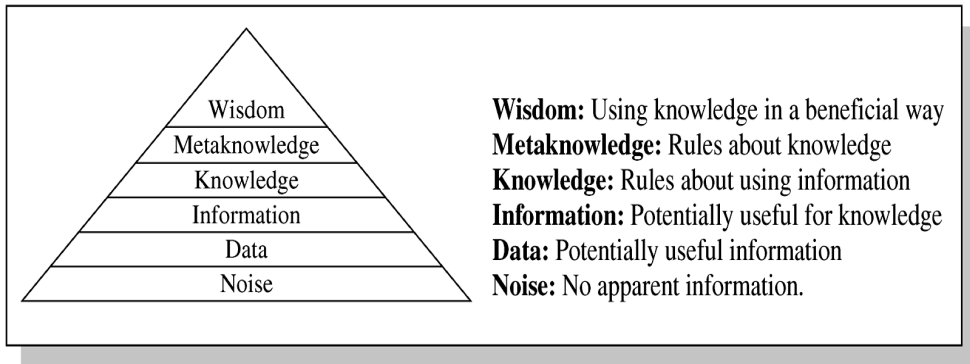 Wisdom
Metaknowledge
Knowledge
Information
Data
Noise
Wisdom: Using knowledge in a beneficial way
Metaknowledge: Rules about knowledge
Knowledge: Rules about using information
Information: Potentially useful for knowledge
Data: Potentially useful information
Noise: No apparent information.